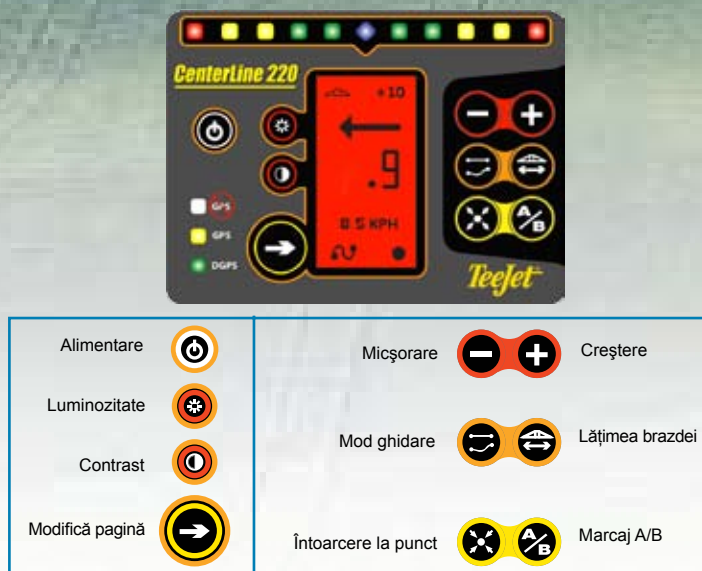 CenterLine 220
+10
.9
8.5 KPH
GPS
GPS
DGPS
A/B
TeeJet
Alimentare
Luminozitate
Contrast
Modifică pagină
Micşorare
Creştere
Mod ghidare
Lăţimea brazdei
Întoarcere la punct
A/B
Marcaj A/B